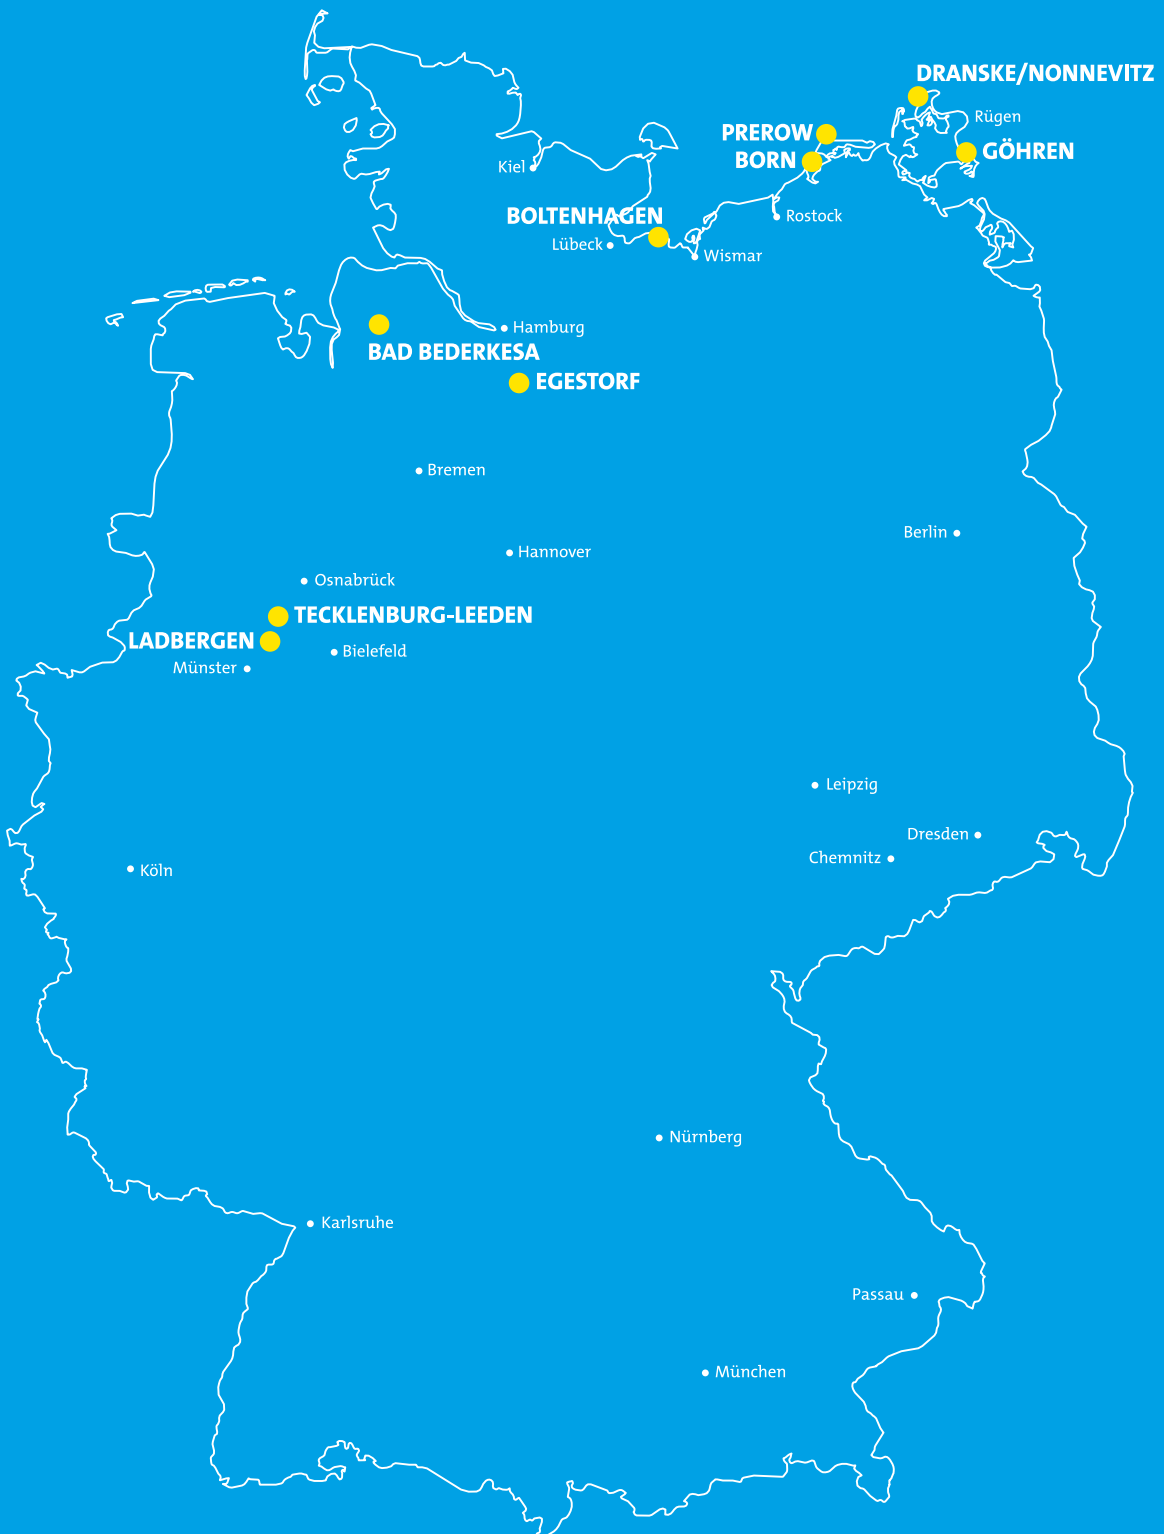 DRANSKE/NONNEVITZ
Rügen
PREROW
BORN
GÖHREN
Kiel
BOLTENHAGEN
Rostock
Lübeck
Wismar
Hamburg
BAD BEDERKESA
EGESTORF
Bremen
Berlin
Hannover
Osnabrück
TECKLENBURG-LEEDEN
LADBERGEN
Bielefeld
Münster
Leipzig
Dresden
Chemnitz
Köln
Nürnberg
Karlsruhe
Passau
München